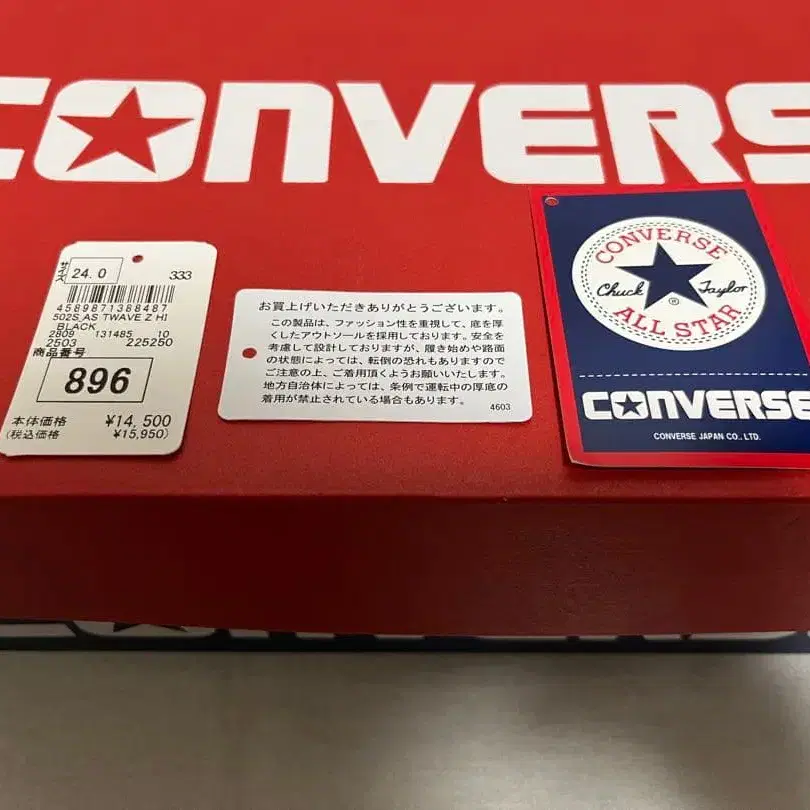 CONVERSE
サイズ 24.0 333
4589871388487
502S_AS TWAVE Z HI
BLACK
2809 131485 10
2503 225250
商品番号
896
本体価格 ¥14,500
(税込価格 ¥15,950)
お買上げいただきありがとうございます。
この製品は、ファッション性を重視して、底を厚
くしたアウトソールを採用しております。安全を
考慮して設計しておりますが、履き始めや路面
の状態によっては、転倒の恐れもありますので
ご注意の上、ご着用頂くようお願いいたします。
地方自治体によっては、条例で運転中の厚底の
着用が禁止されている場合もあります。
4603
CONVERSE
Chuck Taylor
®
ALL STAR
CONVERSE
CONVERSE JAPAN CO., LTD.